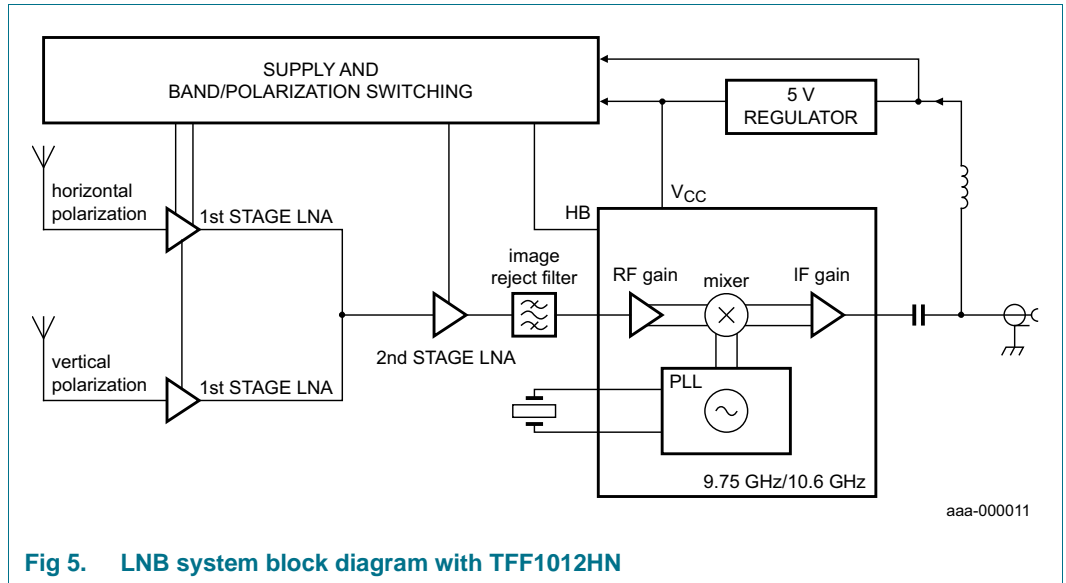 SUPPLY AND
BAND/POLARIZATION SWITCHING
5 V
REGULATOR
horizontal
polarization
1st STAGE LNA
HB
VCC
image
reject filter
RF gain
mixer
IF gain
2nd STAGE LNA
vertical
polarization
1st STAGE LNA
PLL
9.75 GHz/10.6 GHz
aaa-000011
Fig 5. LNB system block diagram with TFF1012HN